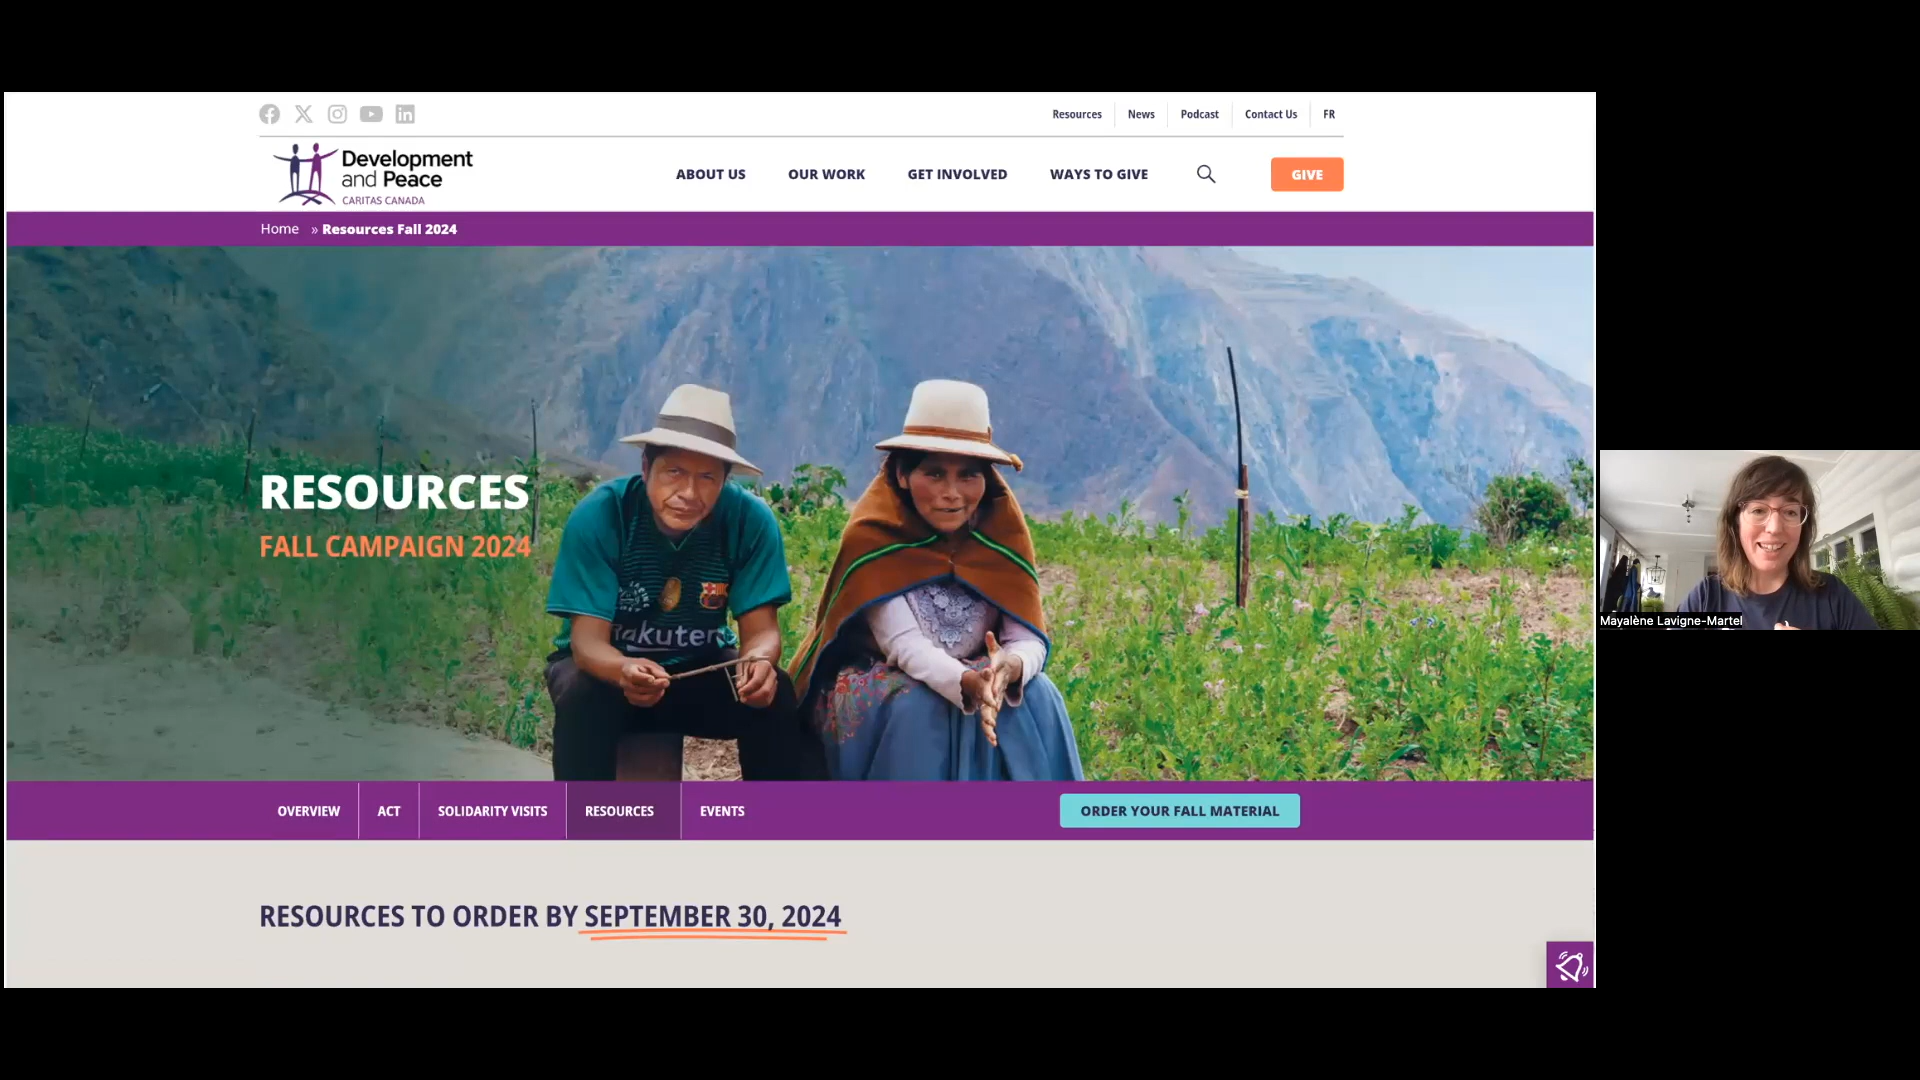 Resources
News
Podcast
Contact Us
FR
Development
and Peace
CARITAS CANADA
ABOUT US
OUR WORK
GET INVOLVED
WAYS TO GIVE
GIVE
Home » Resources Fall 2024
RESOURCES
FALL CAMPAIGN 2024
Rakuten
OVERVIEW
ACT
SOLIDARITY VISITS
RESOURCES
EVENTS
ORDER YOUR FALL MATERIAL
RESOURCES TO ORDER BY SEPTEMBER 30, 2024
Mayalène Lavigne-Martel